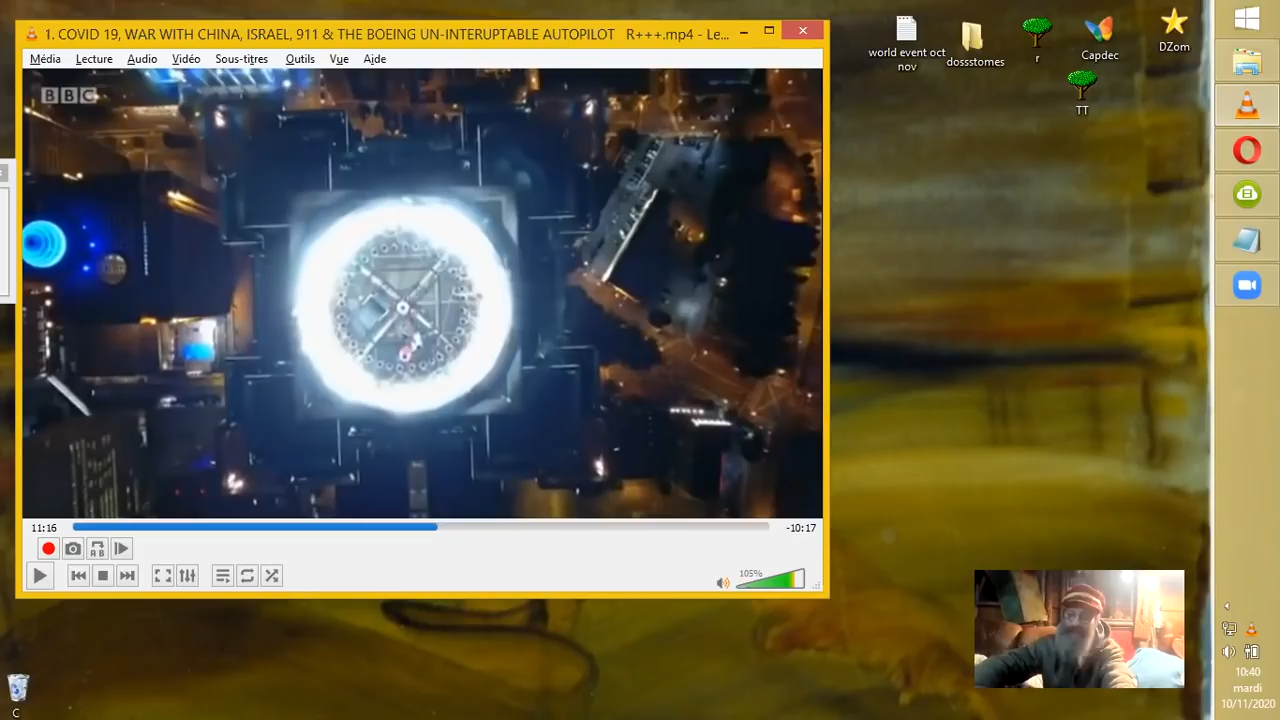 1. COVID 19, WAR WITH CHINA, ISRAEL, 911 & THE BOEING UN-INTERUPTABLE AUTOPILOT R+++.mp4 - Le...
Média Lecture Audio Vidéo Sous-titres Outils Vue Aide
BBC
11:16
-10:17
105%
world event oct
nov
dossstomes
r
Capdec
DZom
TT
C
10:40
mardi
10/11/2020